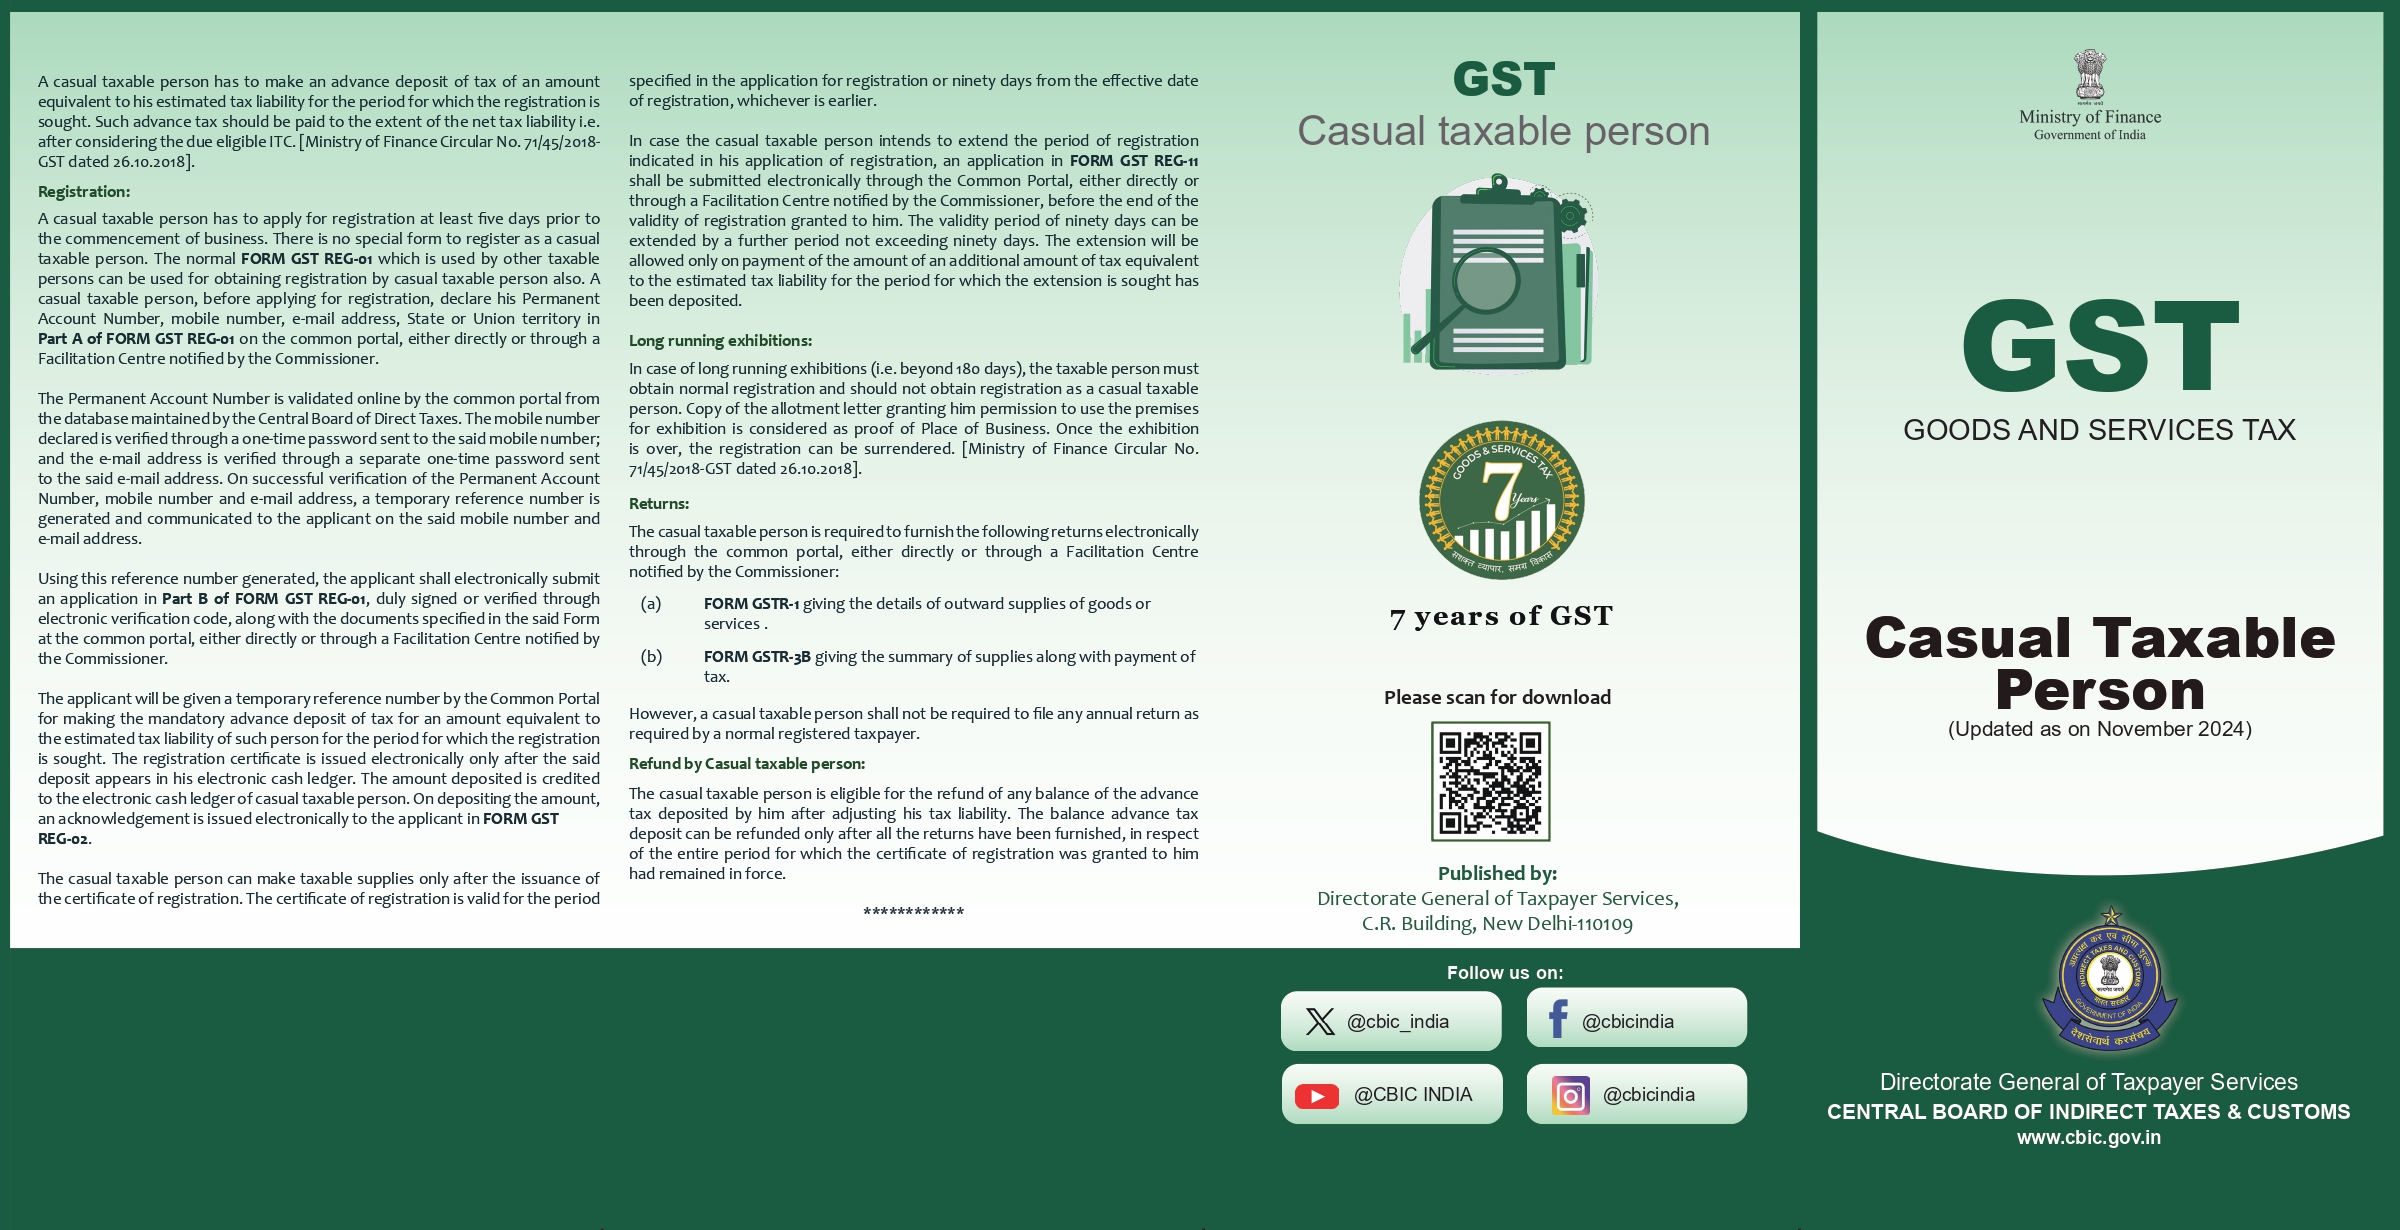 A casual taxable person has to make an advance deposit of tax of an amount
equivalent to his estimated tax liability for the period for which the registration is
sought. Such advance tax should be paid to the extent of the net tax liability i.e.
after considering the due eligible ITC. [Ministry of Finance Circular No. 71/45/2018-
GST dated 26.10.2018].
Registration:
A casual taxable person has to apply for registration at least five days prior to
the commencement of business. There is no special form to register as a casual
taxable person. The normal FORM GST REG-01 which is used by other taxable
persons can be used for obtaining registration by casual taxable person also. A
casual taxable person, before applying for registration, declare his Permanent
Account Number, mobile number, e-mail address, State or Union territory in
Part A of FORM GST REG-01 on the common portal, either directly or through a
Facilitation Centre notified by the Commissioner.
The Permanent Account Number is validated online by the common portal from
the database maintained by the Central Board of Direct Taxes. The mobile number
declared is verified through a one-time password sent to the said mobile number;
and the e-mail address is verified through a separate one-time password sent
to the said e-mail address. On successful verification of the Permanent Account
Number, mobile number and e-mail address, a temporary reference number is
generated and communicated to the applicant on the said mobile number and
e-mail address.
Using this reference number generated, the applicant shall electronically submit
an application in Part B of FORM GST REG-01, duly signed or verified through
electronic verification code, along with the documents specified in the said Form
at the common portal, either directly or through a Facilitation Centre notified by
the Commissioner.
The applicant will be given a temporary reference number by the Common Portal
for making the mandatory advance deposit of tax for an amount equivalent to
the estimated tax liability of such person for the period for which the registration
is sought. The registration certificate is issued electronically only after the said
deposit appears in his electronic cash ledger. The amount deposited is credited
to the electronic cash ledger of casual taxable person. On depositing the amount,
an acknowledgement is issued electronically to the applicant in FORM GST
REG-02.
The casual taxable person can make taxable supplies only after the issuance of
the certificate of registration. The certificate of registration is valid for the period
specified in the application for registration or ninety days from the effective date
of registration, whichever is earlier.
In case the casual taxable person intends to extend the period of registration
indicated in his application of registration, an application in FORM GST REG-11
shall be submitted electronically through the Common Portal, either directly or
through a Facilitation Centre notified by the Commissioner, before the end of the
validity of registration granted to him. The validity period of ninety days can be
extended by a further period not exceeding ninety days. The extension will be
allowed only on payment of the amount of an additional amount of tax equivalent
to the estimated tax liability for the period for which the extension is sought has
been deposited.
Long running exhibitions:
In case of long running exhibitions (i.e. beyond 180 days), the taxable person must
obtain normal registration and should not obtain registration as a casual taxable
person. Copy of the allotment letter granting him permission to use the premises
for exhibition is considered as proof of Place of Business. Once the exhibition
is over, the registration can be surrendered. [Ministry of Finance Circular No.
71/45/2018-GST dated 26.10.2018].
Returns:
The casual taxable person is required to furnish the following returns electronically
through the common portal, either directly or through a Facilitation Centre
notified by the Commissioner:
(a) FORM GSTR-1 giving the details of outward supplies of goods or
services .
(b) FORM GSTR-3B giving the summary of supplies along with payment of
tax.
However, a casual taxable person shall not be required to file any annual return as
required by a normal registered taxpayer.
Refund by Casual taxable person:
The casual taxable person is eligible for the refund of any balance of the advance
tax deposited by him after adjusting his tax liability. The balance advance tax
deposit can be refunded only after all the returns have been furnished, in respect
of the entire period for which the certificate of registration was granted to him
had remained in force.
************
GST
Casual taxable person
GOODS & SERVICES TAX
7
Years
सशक्त व्यापार, समग्र विकास
7 years of GST
Please scan for download
Published by:
Directorate General of Taxpayer Services,
C.R. Building, New Delhi-110109
Follow us on:
@cbic_india
@cbicindia
@CBIC INDIA
@cbicindia
सत्यमेव जयते
Ministry of Finance
Government of India
GST
GOODS AND SERVICES TAX
Casual Taxable
Person
(Updated as on November 2024)
अप्रत्यक्ष कर एवं सीमा शुल्क
INDIRECT TAXES AND CUSTOMS
सत्यमेव जयते
भारत सरकार
GOVERNMENT OF INDIA
देशसेवार्थ करसंचय
Directorate General of Taxpayer Services
CENTRAL BOARD OF INDIRECT TAXES & CUSTOMS
www.cbic.gov.in